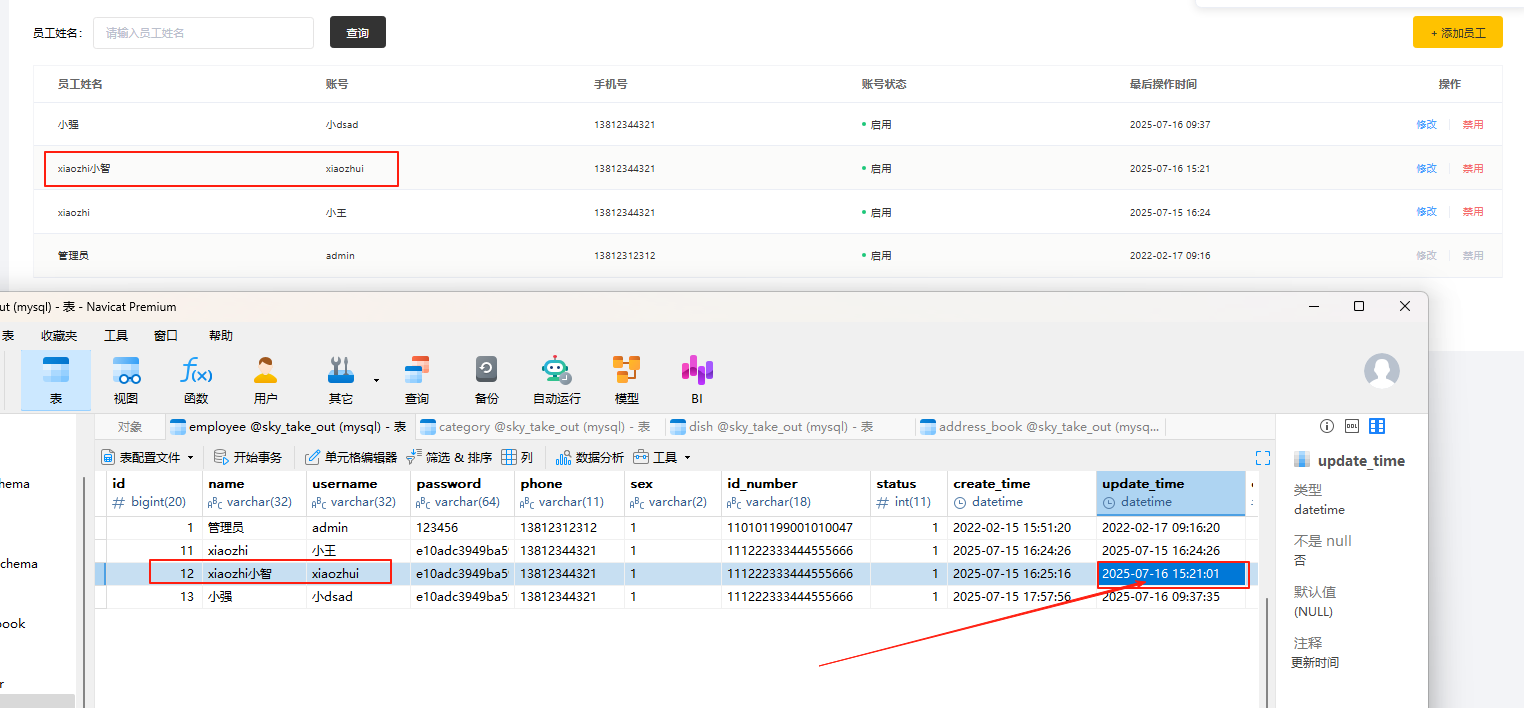 员工姓名: 请输入员工姓名 查询 + 添加员工
员工姓名 账号 手机号 账号状态 最后操作时间 操作
小强 小dsad 13812344321 启用 2025-07-16 09:37 修改 禁用
xiaozhi小智 xiaozhui 13812344321 启用 2025-07-16 15:21 修改 禁用
xiaozhi 小王 13812344321 启用 2025-07-15 16:24 修改 禁用
管理员 admin 13812312312 启用 2022-02-17 09:16 修改 禁用
ut (mysql) - 表 - Navicat Premium
表 收藏夹 工具 窗口 帮助
f(x)
表 视图 函数 用户 其它 查询 备份 自动运行 模型 BI
对象 employee @sky_take_out (mysql) - 表 category @sky_take_out (mysql) - 表 dish @sky_take_out (mysql) - 表 address_book @sky_take_out (mysq... DDL
表配置文件 开始事务 单元格编辑器 筛选 & 排序 列 数据分析 工具
id name username password phone sex id_number status create_time update_time
# bigint(20) ABC varchar(32) ABC varchar(32) ABC varchar(64) ABC varchar(11) ABC varchar(2) ABC varchar(18) # int(11) datetime datetime
1 管理员 admin 123456 13812312312 1 110101199001010047 1 2022-02-15 15:51:20 2022-02-17 09:16:20
11 xiaozhi 小王 e10adc3949ba5 13812344321 1 111222333444555666 1 2025-07-15 16:24:26 2025-07-15 16:24:26
12 xiaozhi小智 xiaozhui e10adc3949ba5 13812344321 1 111222333444555666 1 2025-07-15 16:25:16 2025-07-16 15:21:01
13 小强 小dsad e10adc3949ba5 13812344321 1 111222333444555666 1 2025-07-15 17:57:56 2025-07-16 09:37:35
hema
chema
ook
r
update_time
类型
datetime
不是 null
否
默认值
(NULL)
注释
更新时间